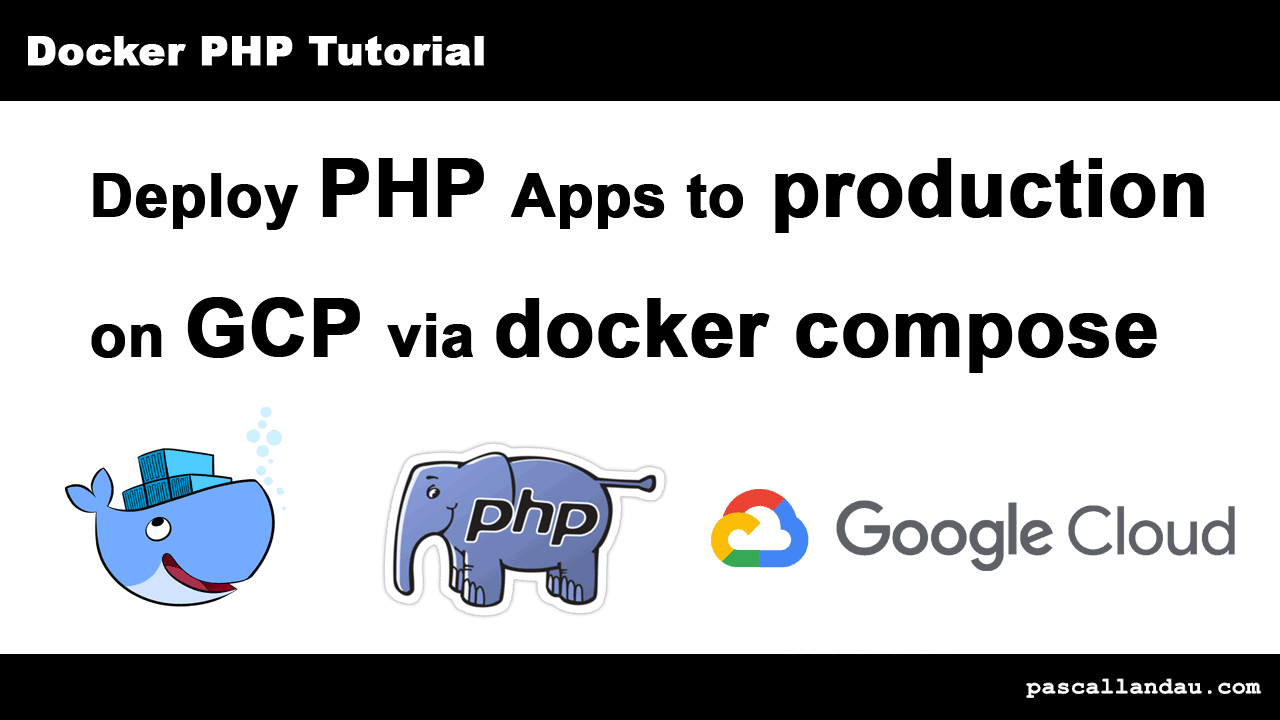 Docker PHP Tutorial
Deploy PHP Apps to production
on GCP via docker compose
php
Google Cloud
pascallandau.com